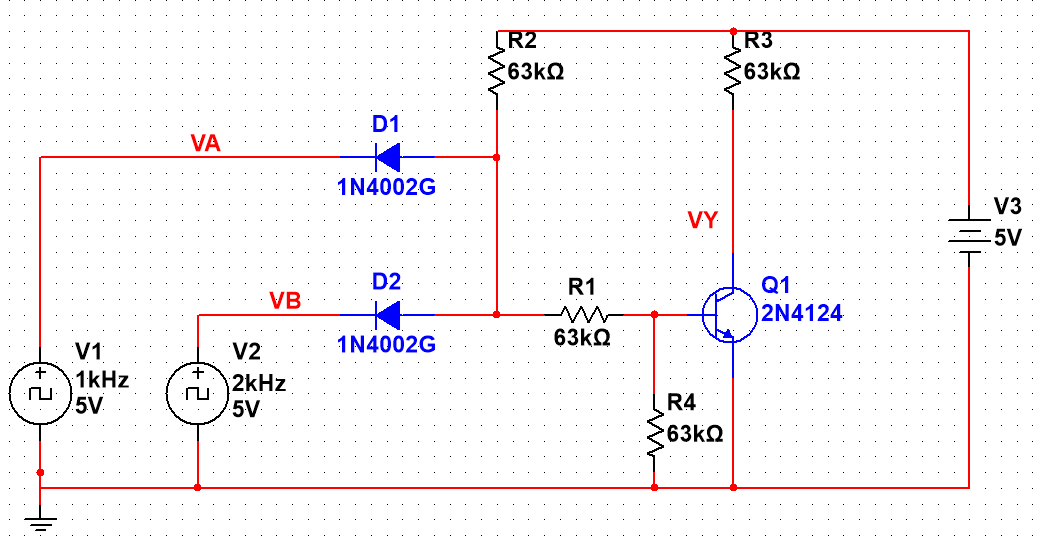 R2
63kΩ
R3
63kΩ
D1
VA
1N4002G
V3
5V
VY
D2
VB
1N4002G
R1
63kΩ
Q1
2N4124
V1
1kHz
5V
V2
2kHz
5V
R4
63kΩ